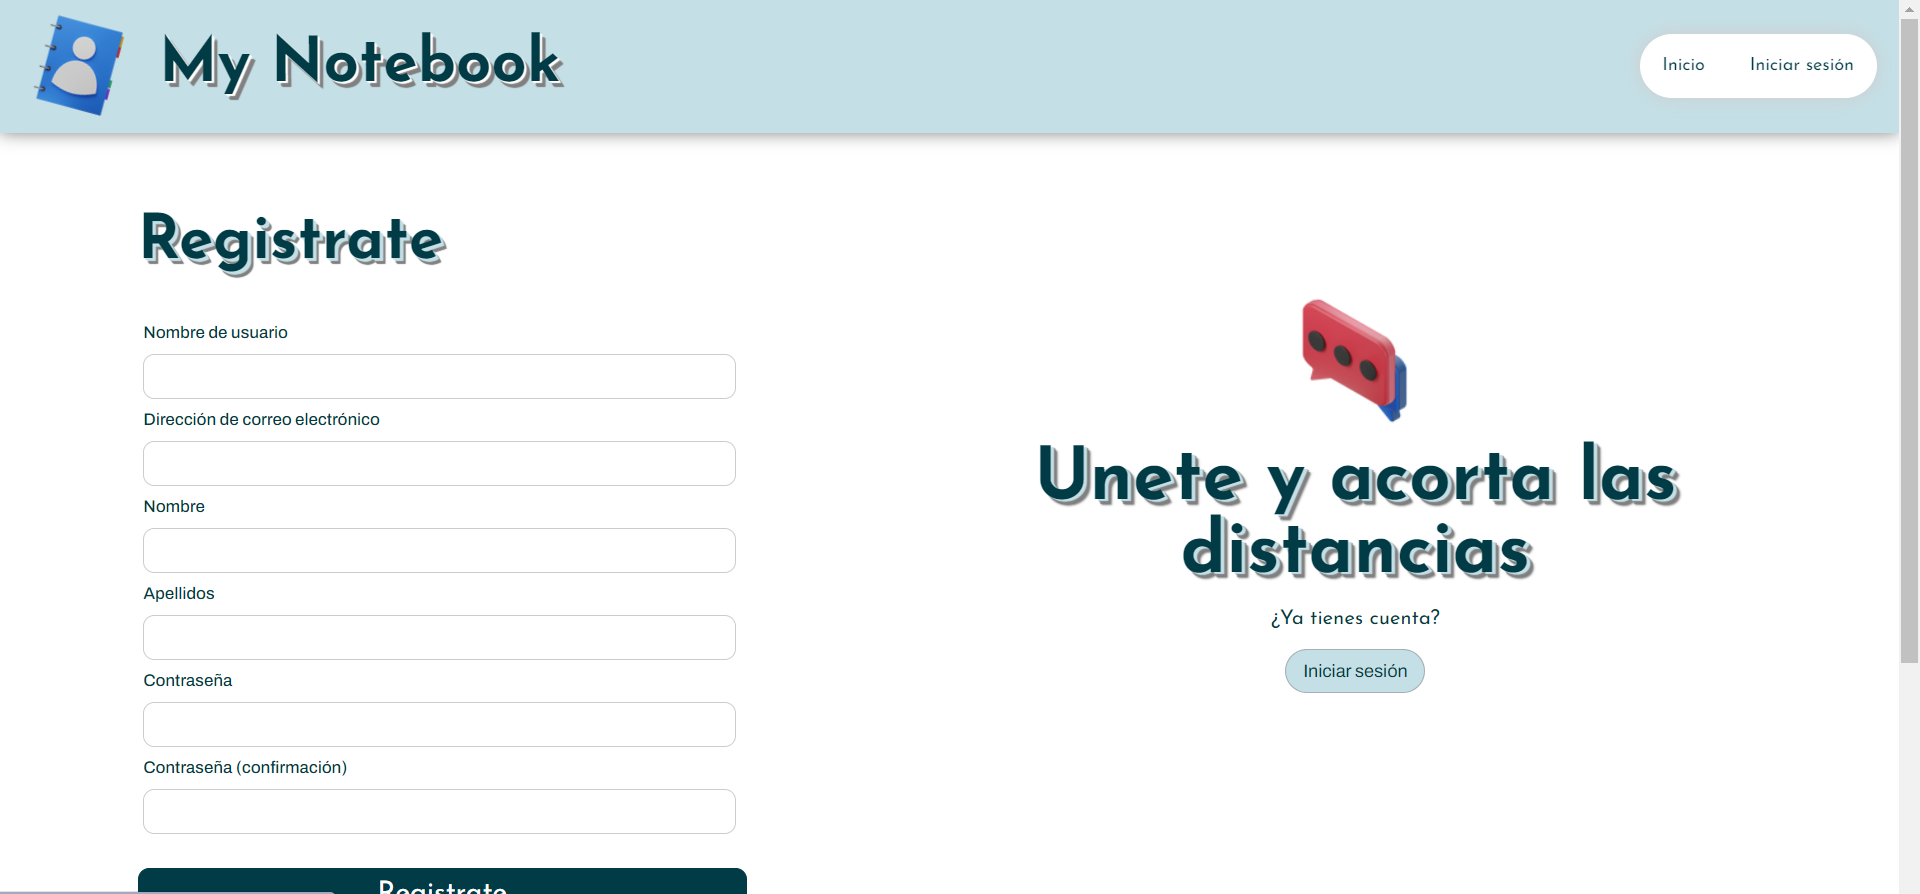 My Notebook
Inicio
Iniciar sesión
Registrate
Nombre de usuario
Dirección de correo electrónico
Nombre
Apellidos
Contraseña
Contraseña (confirmación)
Registrate
Unete y acorta las
distancias
¿Ya tienes cuenta?
Iniciar sesión